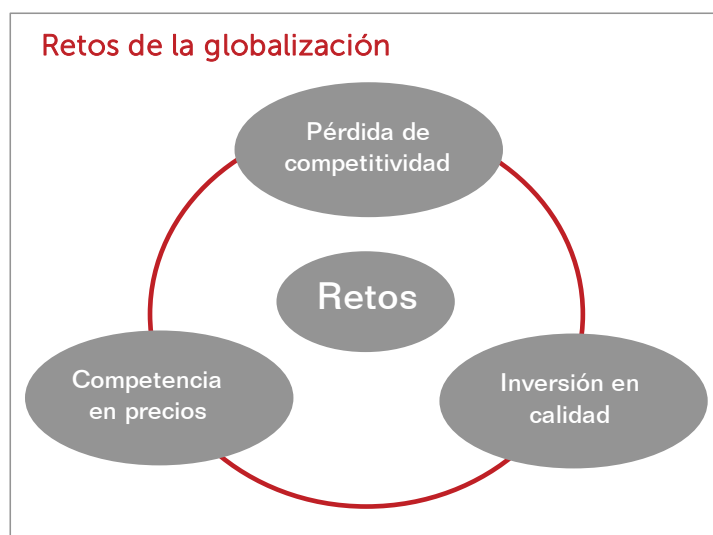 Retos de la globalización
Pérdida de
competitividad
Retos
Competencia
en precios
Inversión en
calidad